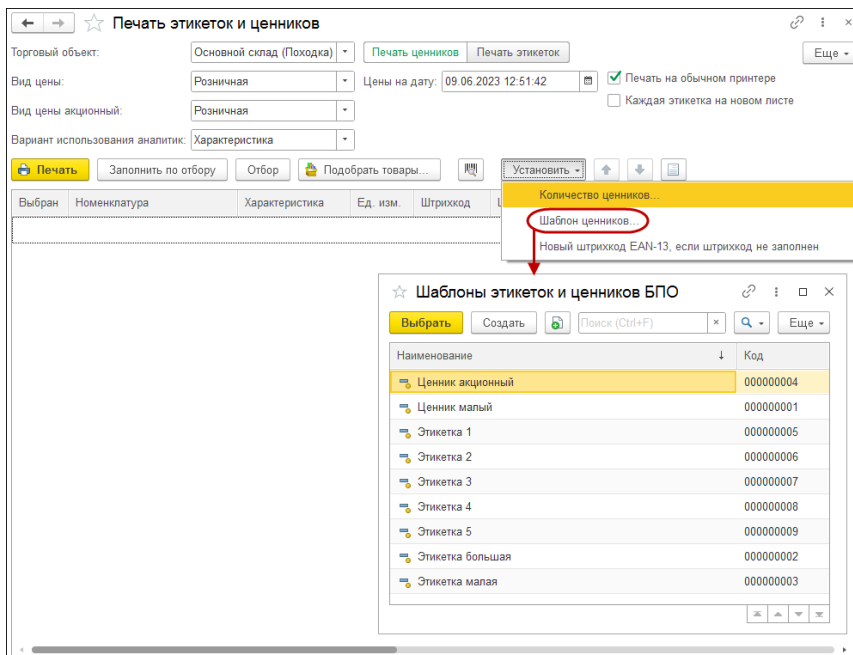 Печать этикеток и ценников
Торговый объект: Основной склад (Походка) Печать ценников Печать этикеток Еще
Вид цены: Розничная Цены на дату: 09.06.2023 12:51:42 Печать на обычном принтере
Вид цены акционный: Розничная Каждая этикетка на новом листе
Вариант использования аналитик: Характеристика
Печать Заполнить по отбору Отбор Подобрать товары... Установить
Выбран Номенклатура Характеристика Ед. изм. Штрихкод
Количество ценников...
Шаблон ценников...
Новый штрихкод EAN-13, если штрихкод не заполнен
Шаблоны этикеток и ценников БПО
Выбрать Создать Поиск (Ctrl+F) Еще
Наименование Код
Ценник акционный 000000004
Ценник малый 000000001
Этикетка 1 000000005
Этикетка 2 000000006
Этикетка 3 000000007
Этикетка 4 000000008
Этикетка 5 000000009
Этикетка большая 000000002
Этикетка малая 000000003